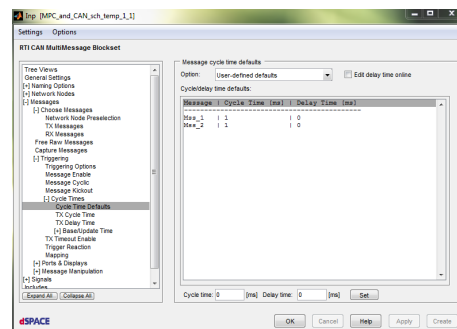 Inp [MPC_and_CAN_sch_temp_1_1]
Settings Options
RTI CAN MultiMessage Blockset
Tree Views
General Settings
[+] Naming Options
[+] Network Nodes
[-] Messages
[-] Choose Messages
Network Node Preselection
TX Messages
RX Messages
Free Raw Messages
Capture Messages
[-] Triggering
Triggering Options
Message Enable
Message Cyclic
Message Kickout
[-] Cycle Times
Cycle Time Defaults
TX Cycle Time
TX Delay Time
[+] Base/Update Time
TX Timeout Enable
Trigger Reaction
Mapping
[+] Ports & Displays
[+] Message Manipulation
[+] Signals
Includes
Expand All Collapse All
Message cycle time defaults
Option: User-defined defaults Edit delay time online
Cycle/delay time defaults:
Message | Cycle Time [ms] | Delay Time [ms]
Mss_1 | 1 | 0
Mss_2 | 1 | 0
Cycle time: 0 [ms] Delay time: 0 [ms] Set
dSPACE OK Cancel Help Apply Create